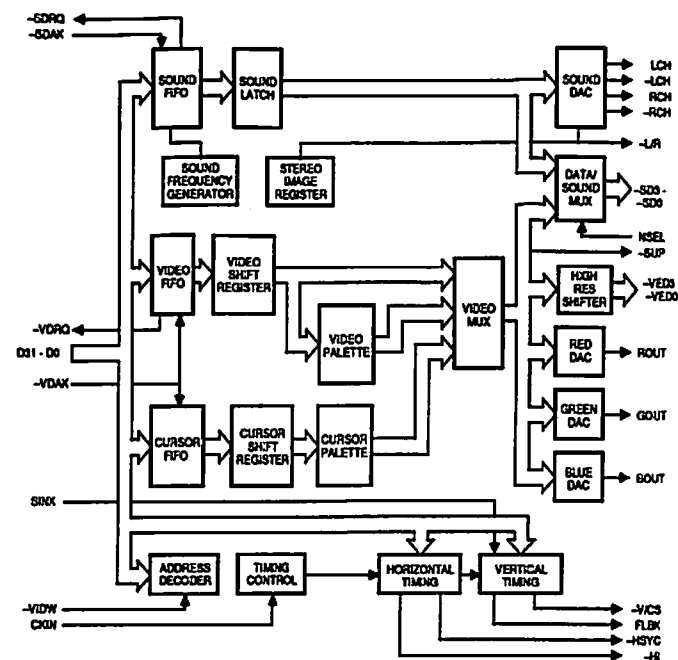 -SDRQ
-SDAK
SOUND
FIFO
SOUND
LATCH
SOUND
DAC
LCH
-LCH
RCH
-RCH
-L/R
SOUND
FREQUENCY
GENERATOR
STEREO
IMAGE
REGISTER
DATA/
SOUND
MUX
-SD3 -
-SD0
NSEL
-SUP
VIDEO
FIFO
VIDEO
SHIFT
REGISTER
VIDEO
PALETTE
VIDEO
MUX
HIGH
RES
SHIFTER
-VED3
-VED0
-VDRQ
D31 - D0
-VDAK
RED
DAC
ROUT
CURSOR
FIFO
CURSOR
SHIFT
REGISTER
CURSOR
PALETTE
GREEN
DAC
GOUT
BLUE
DAC
BOUT
SINX
ADDRESS
DECODER
TIMING
CONTROL
HORIZONTAL
TIMING
VERTICAL
TIMING
-VIDW
CKIN
-V/CS
FLBK
-HSYC